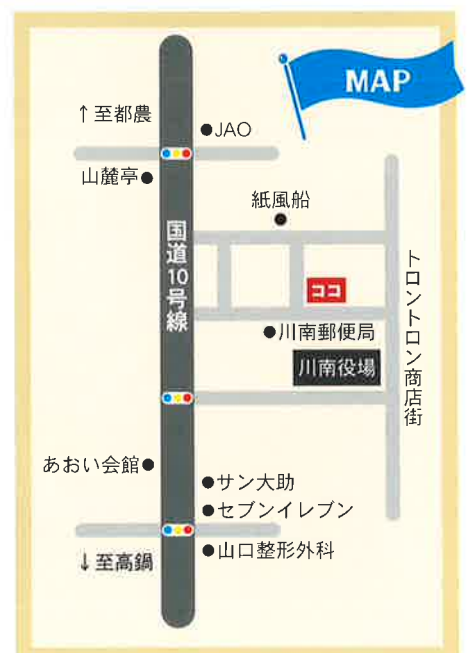 MAP
↑至都農
●JAO
山麓亭●
紙風船
●
国道10号線
ココ
トロントロン商店街
●川南郵便局
川南役場
あおい会館●
●サン大助
●セブンイレブン
●山口整形外科
↓至高鍋